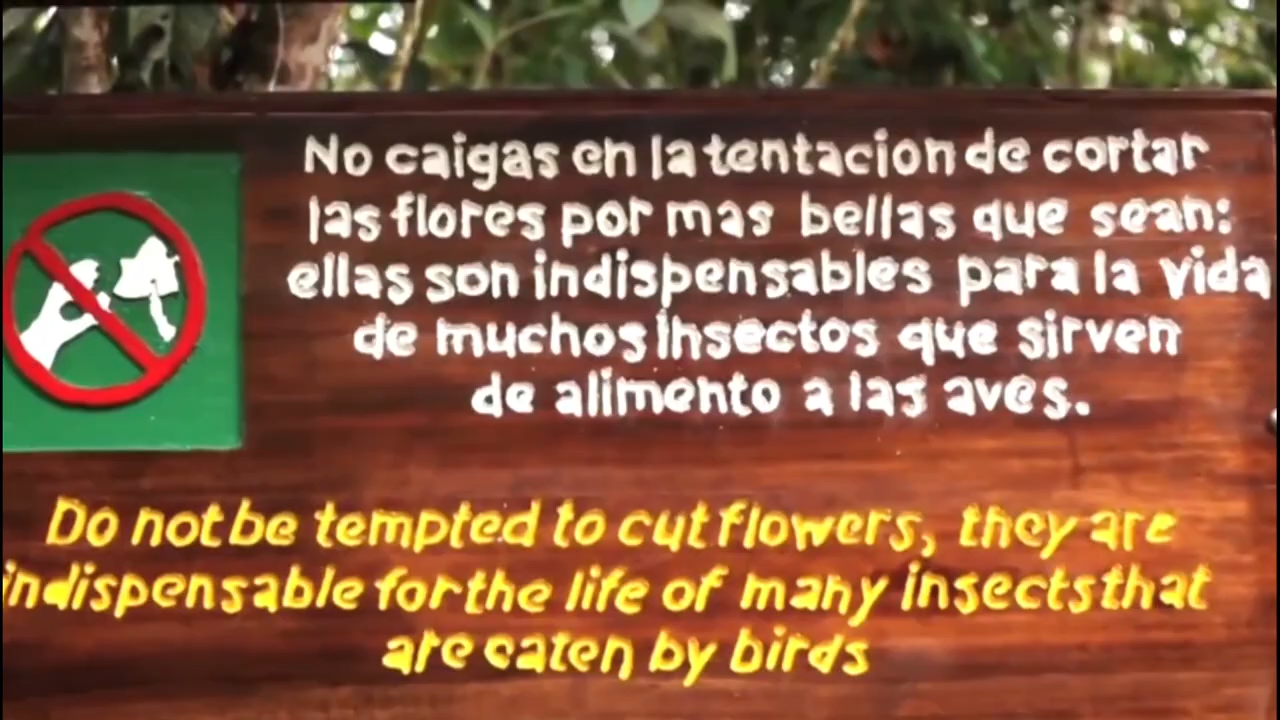 No caigas en la tentacion de cortar
las flores por mas bellas que sean:
ellas son indispensables para la vida
de muchos insectos que sirven
de alimento a las aves.
Do not be tempted to cut flowers, they are
indispensable for the life of many insects that
are eaten by birds